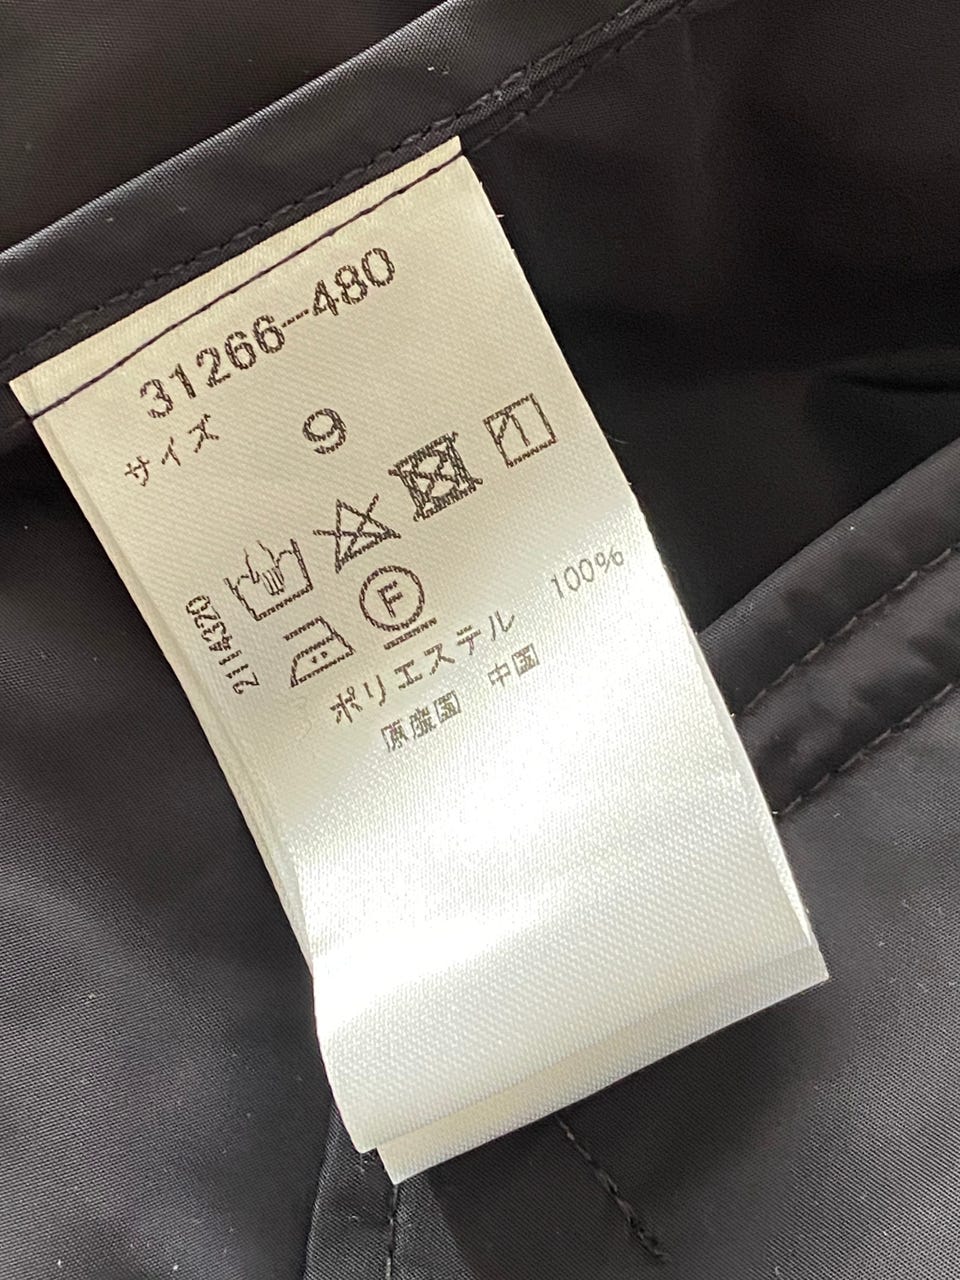 31266-480
サイズ 9
2114320
F
ポリエステル 100%
原産国 中国